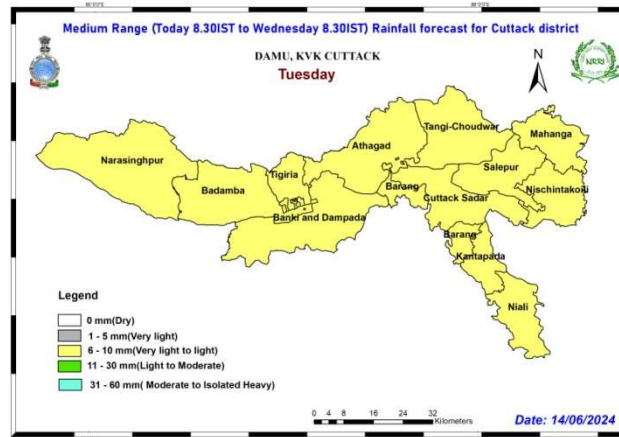 Medium Range (Today 8.30IST to Wednesday 8.30IST) Rainfall forecast for Cuttack district
DAMU, KVK CUTTACK
Tuesday
N
NRRI
Tangi-Choudwar
Mahanga
Athagad
Narasinghpur
Salepur
Tigiria
Badamba
Barang
Nischintakoili
Cuttack Sadar
Banki and Dampada
Barang
Kantapada
Niali
Legend
0 mm(Dry)
1 - 5 mm(Very light)
6 - 10 mm(Very light to light)
11 - 30 mm(Light to Moderate)
31 - 60 mm( Moderate to Isolated Heavy)
0 4 8 16 24 32
Kilometers
Date: 14/06/2024